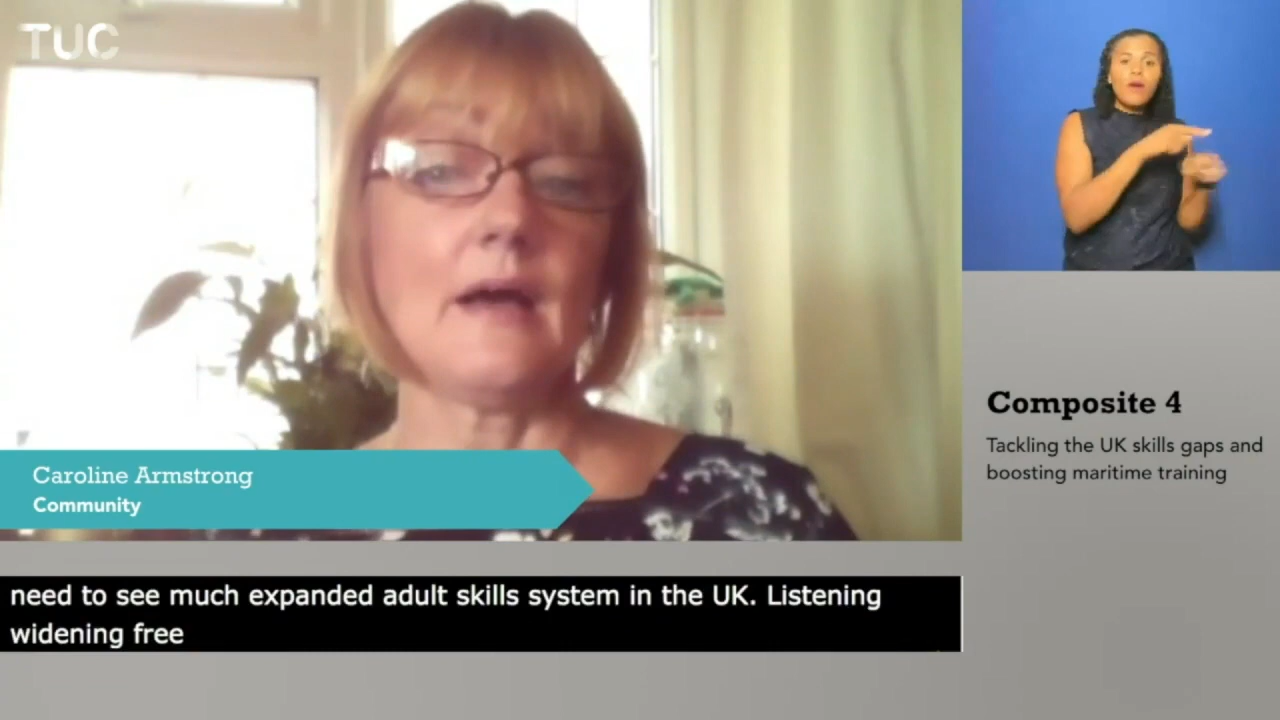 TUC
Caroline Armstrong
Community
need to see much expanded adult skills system in the UK. Listening
widening free
Composite 4
Tackling the UK skills gaps and
boosting maritime training